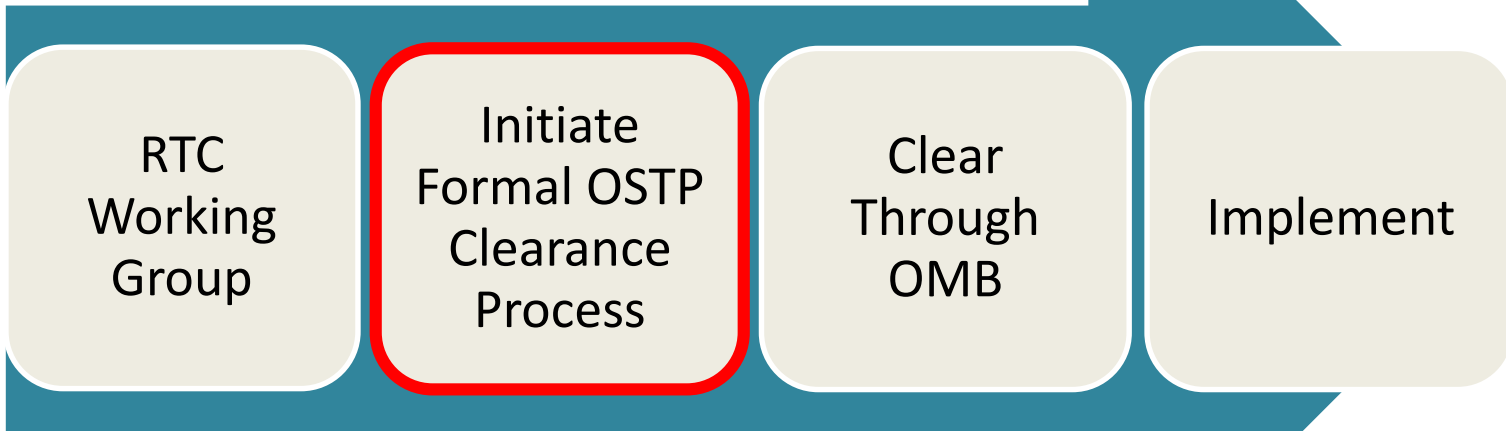 RTC
Working
Group
Initiate
Formal OSTP
Clearance
Process
Clear
Through
OMB
Implement